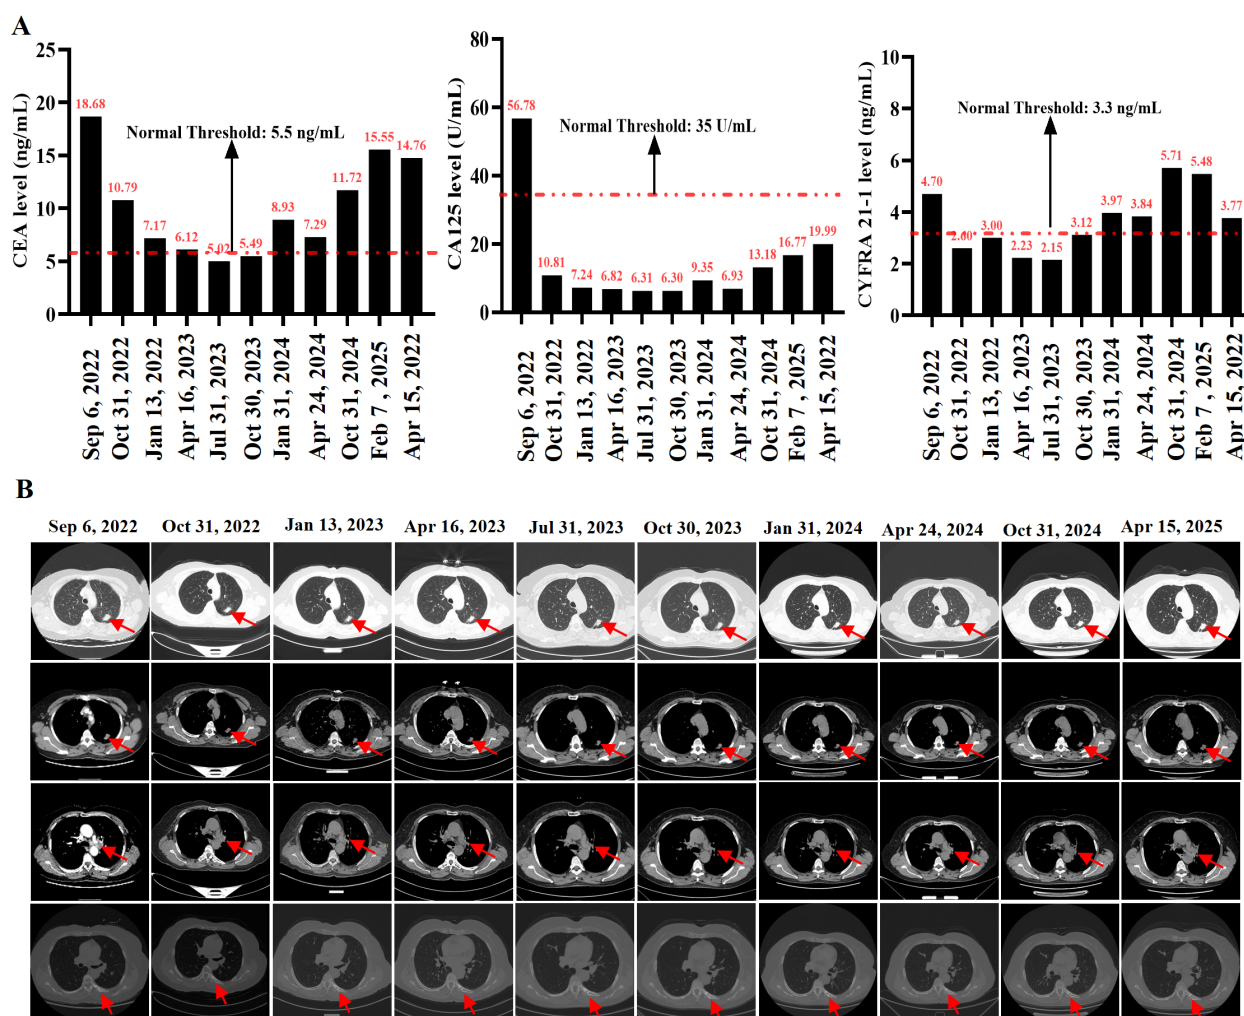 A
CEA level (ng/mL)
25
20
15
10
5
0
18.68
10.79
7.17
6.12
5.02
5.49
8.93
7.29
11.72
15.55
14.76
Normal Threshold: 5.5 ng/mL
Sep 6, 2022
Oct 31, 2022
Jan 13, 2022
Apr 16, 2023
Jul 31, 2023
Oct 30, 2023
Jan 31, 2024
Apr 24, 2024
Oct 31, 2024
Feb 7, 2025
Apr 15, 2022
CA125 level (U/mL)
80
60
40
20
0
56.78
10.81
7.24
6.82
6.31
6.30
9.35
6.93
13.18
16.77
19.99
Normal Threshold: 35 U/mL
Sep 6, 2022
Oct 31, 2022
Jan 13, 2022
Apr 16, 2023
Jul 31, 2023
Oct 30, 2023
Jan 31, 2024
Apr 24, 2024
Oct 31, 2024
Feb 7, 2025
Apr 15, 2022
CYFRA 21-1 level (ng/mL)
10
8
6
4
2
0
4.70
2.60
3.00
2.23
2.15
3.12
3.97
3.84
5.71
5.48
3.77
Normal Threshold: 3.3 ng/mL
Sep 6, 2022
Oct 31, 2022
Jan 13, 2022
Apr 16, 2023
Jul 31, 2023
Oct 30, 2023
Jan 31, 2024
Apr 24, 2024
Oct 31, 2024
Feb 7, 2025
Apr 15, 2022
B
Sep 6, 2022
Oct 31, 2022
Jan 13, 2023
Apr 16, 2023
Jul 31, 2023
Oct 30, 2023
Jan 31, 2024
Apr 24, 2024
Oct 31, 2024
Apr 15, 2025